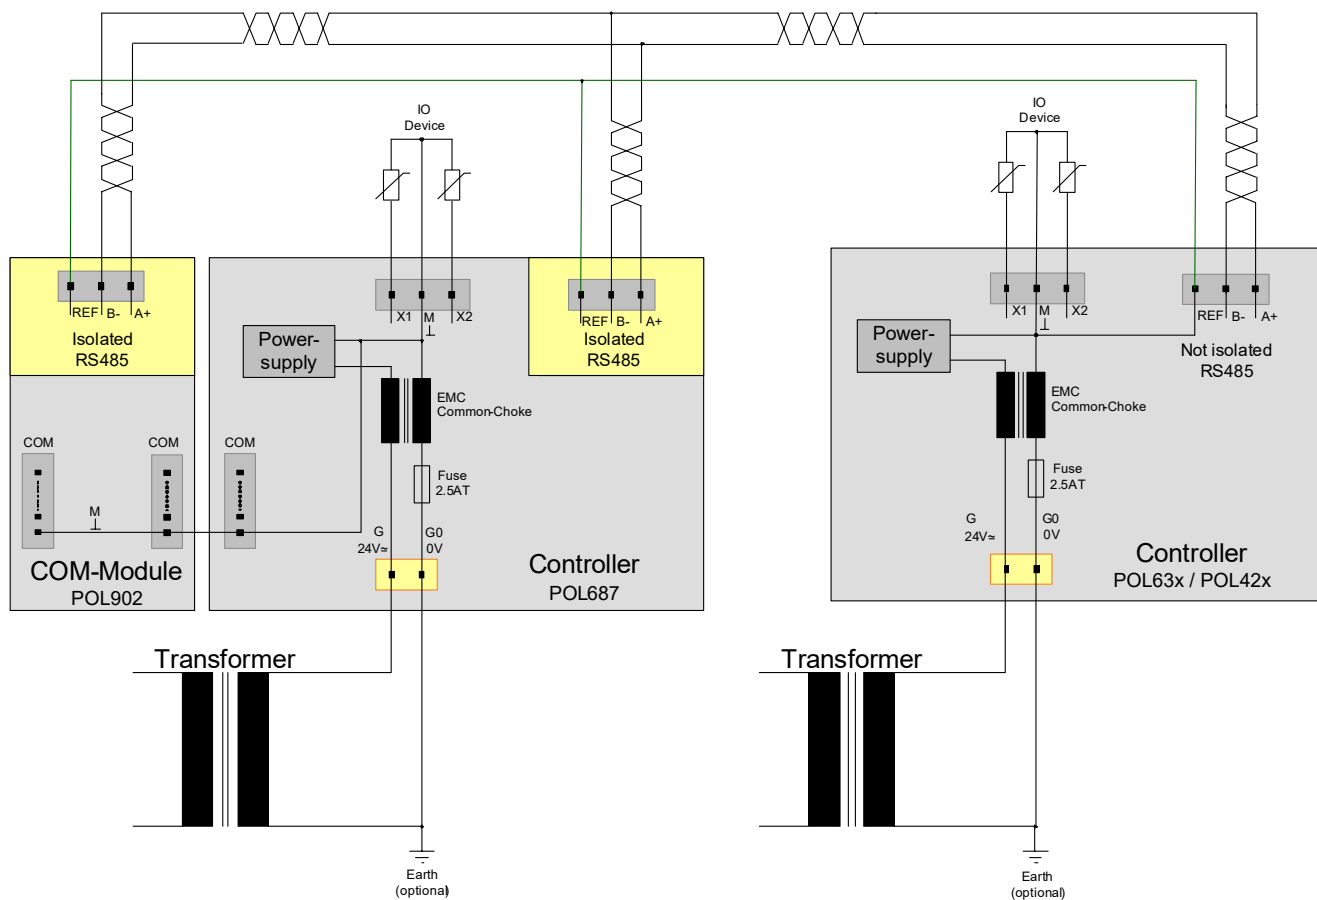 IO
Device
IO
Device
REF B- A+
Isolated
RS485
X1 M X2
Power-
supply
REF B- A+
Isolated
RS485
EMC
Common-Choke
COM
COM
COM
M
Fuse
2.5AT
G
24V≃
G0
0V
COM-Module
POL902
Controller
POL687
X1 M X2
Power-
supply
REF B- A+
Not isolated
RS485
EMC
Common-Choke
Fuse
2.5AT
G
24V≃
G0
0V
Controller
POL63x / POL42x
Transformer
Transformer
Earth
(optional)
Earth
(optional)